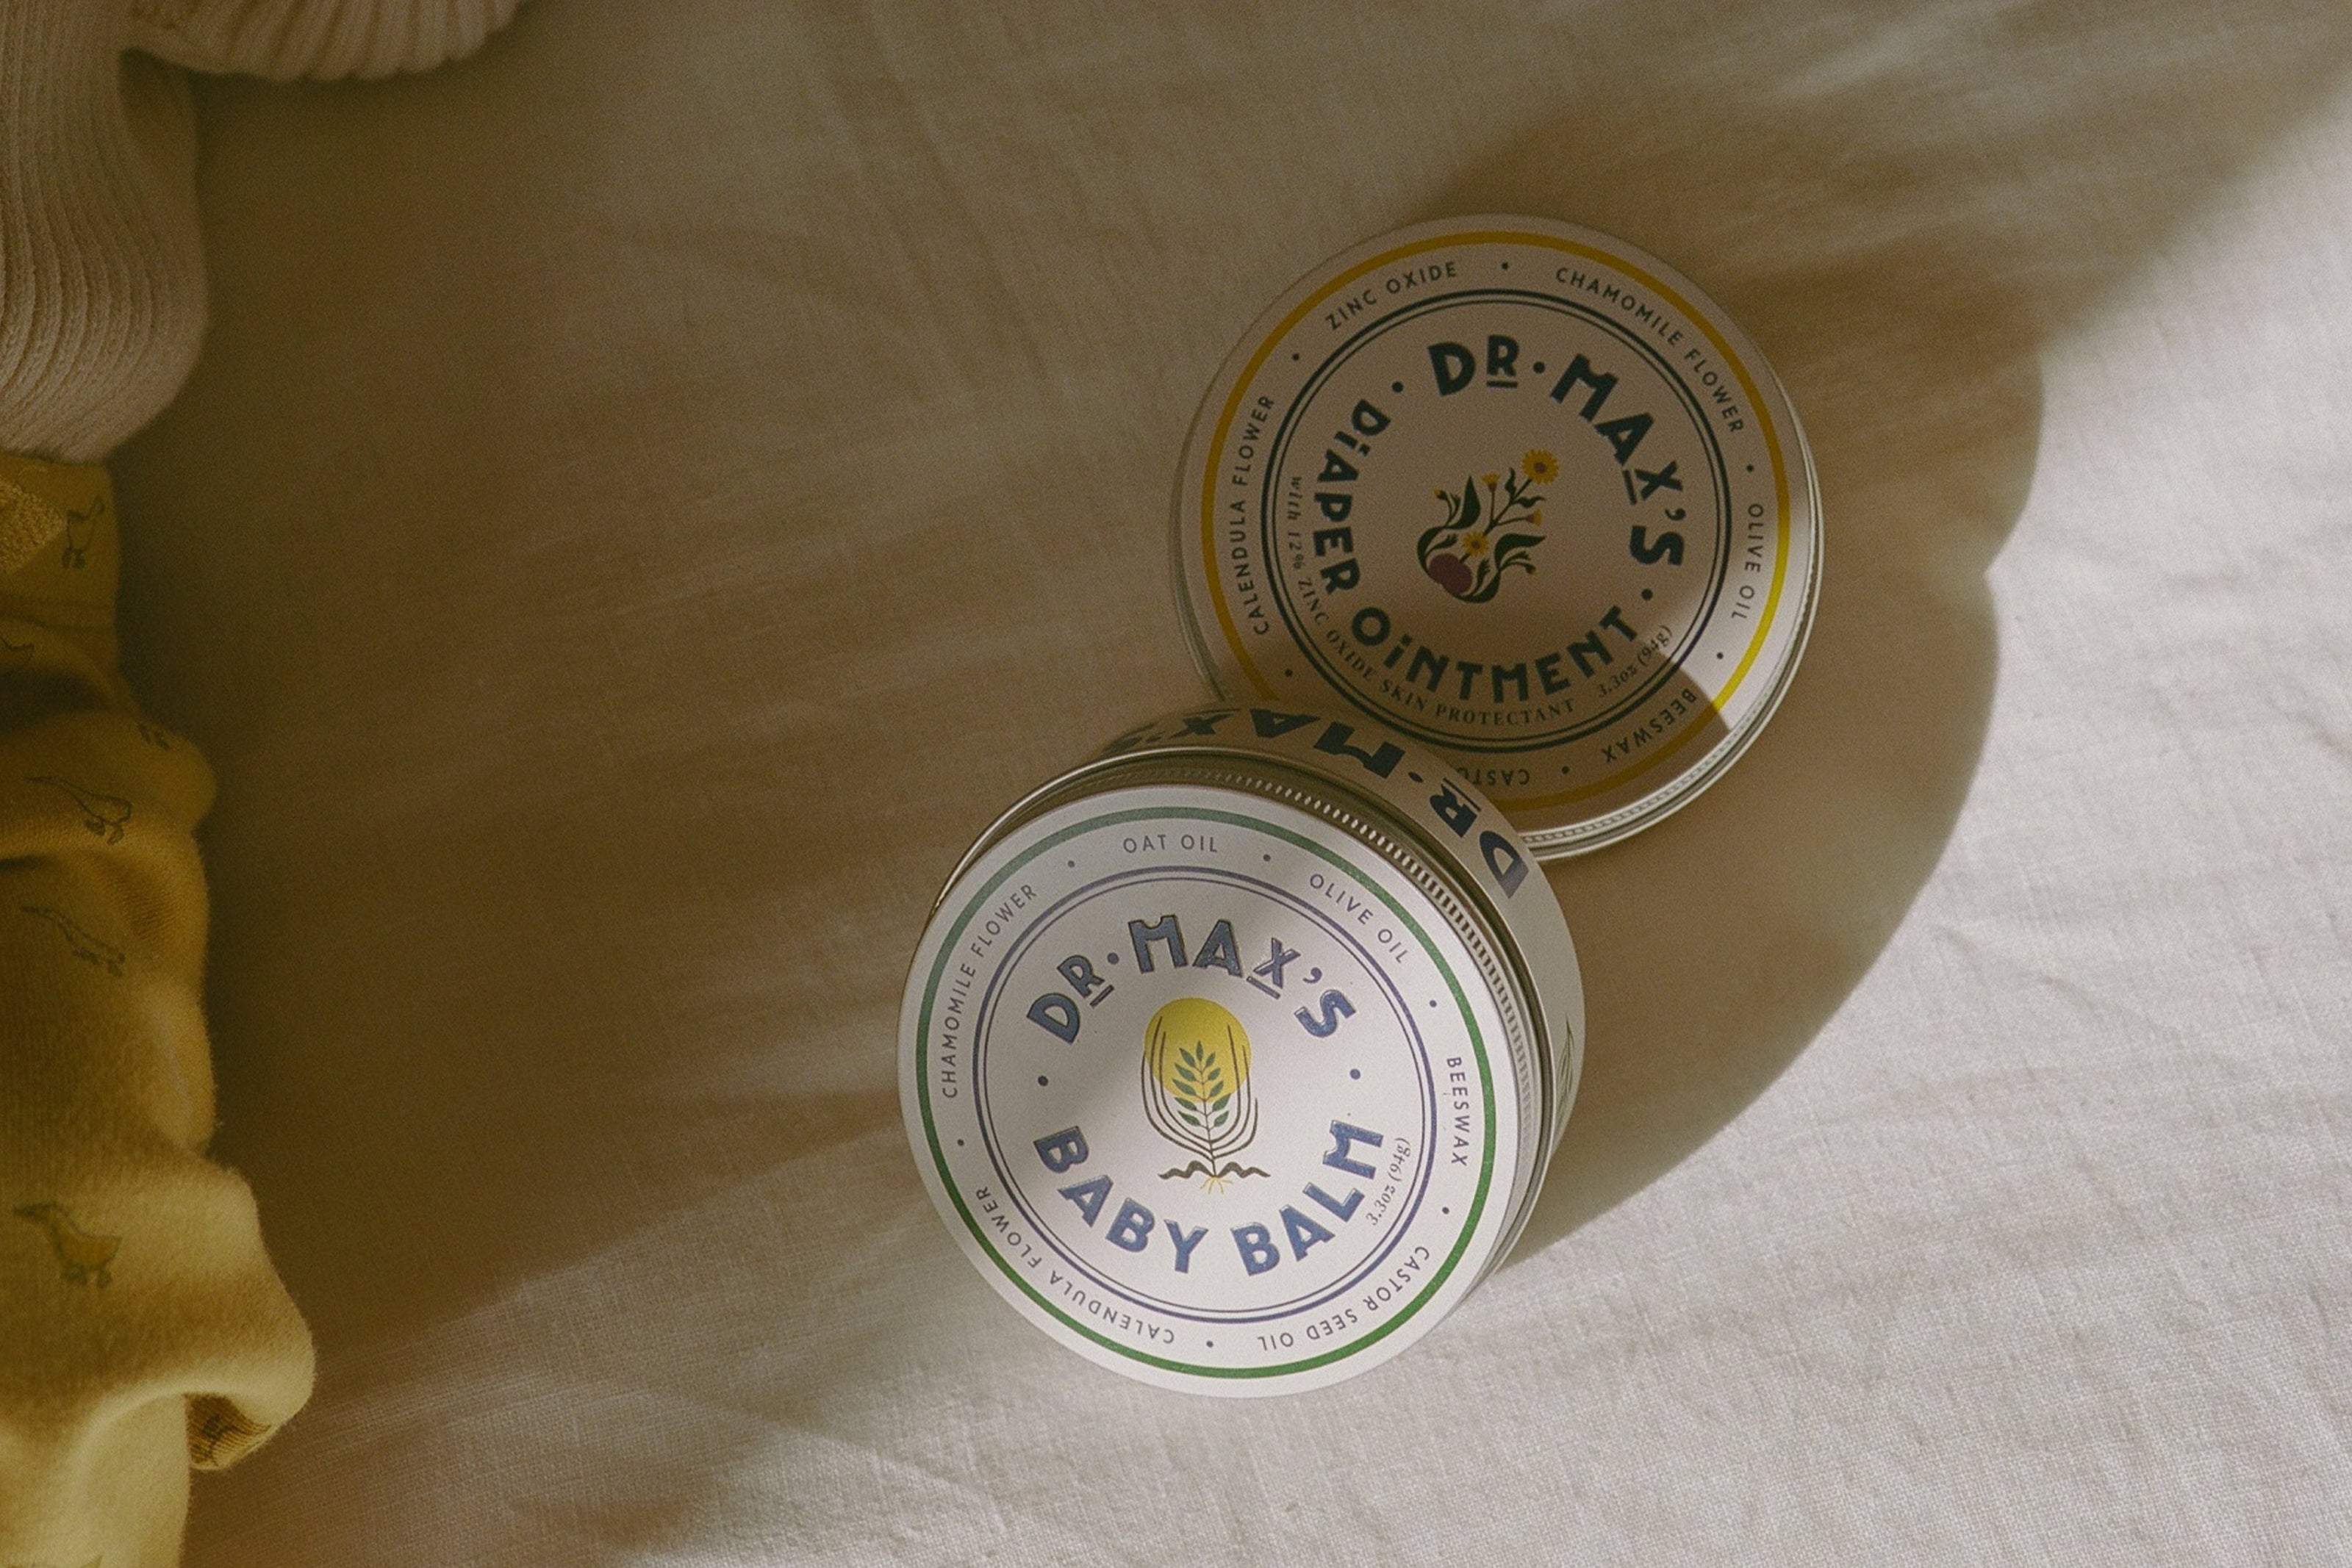 DR. MAX'S
DiAPER OiNTMENT
with 12% ZINC OXIDE SKIN PROTECTANT
3.3oz (94g)
ZINC OXIDE • CHAMOMILE FLOWER • OLIVE OIL • BEESWAX • CASTO
CALENDULA FLOWER
DR. MAX'S
DR. MAX'S
BABY BALM
3.3oz (94g)
OAT OIL • OLIVE OIL • BEESWAX • CASTOR SEED OIL • CALENDULA FLOWER • CHAMOMILE FLOWER